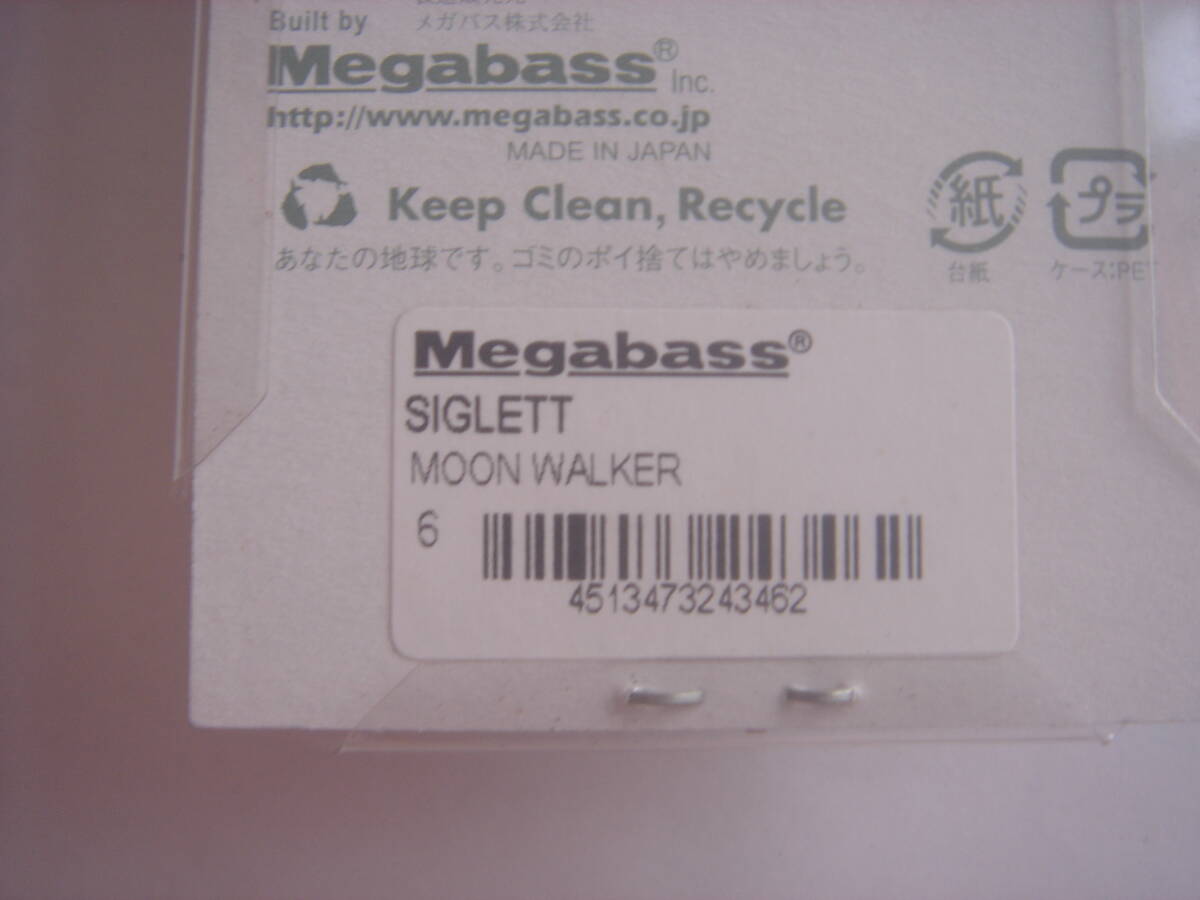 Built by メガバス株式会社
Megabass® Inc.
http://www.megabass.co.jp
MADE IN JAPAN
Keep Clean, Recycle
あなたの地球です。ゴミのポイ捨てはやめましょう。
紙
台紙
プラ
ケース:PET
Megabass®
SIGLETT
MOON WALKER
6
4513473243462